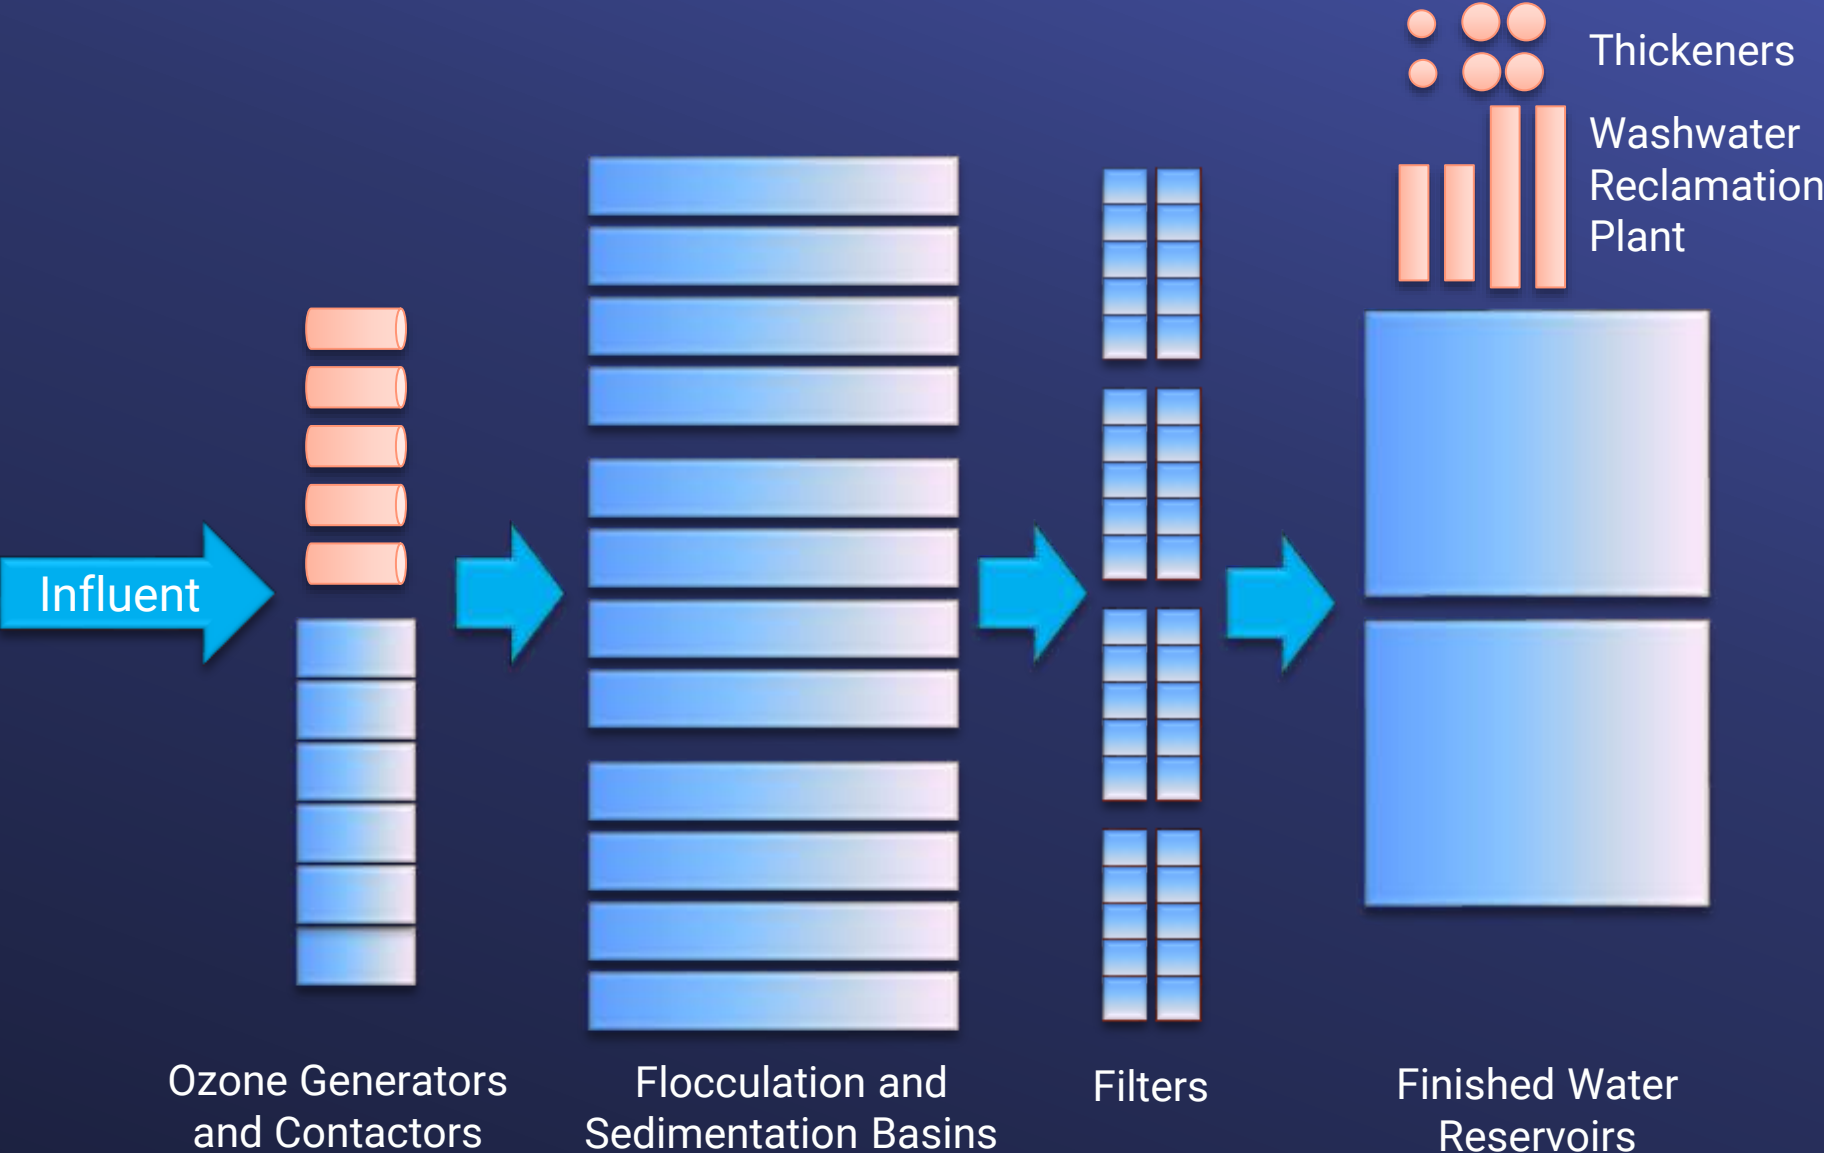 Thickeners
Washwater
Reclamation
Plant
Influent
Ozone Generators
and Contactors
Flocculation and
Sedimentation Basins
Filters
Finished Water
Reservoirs